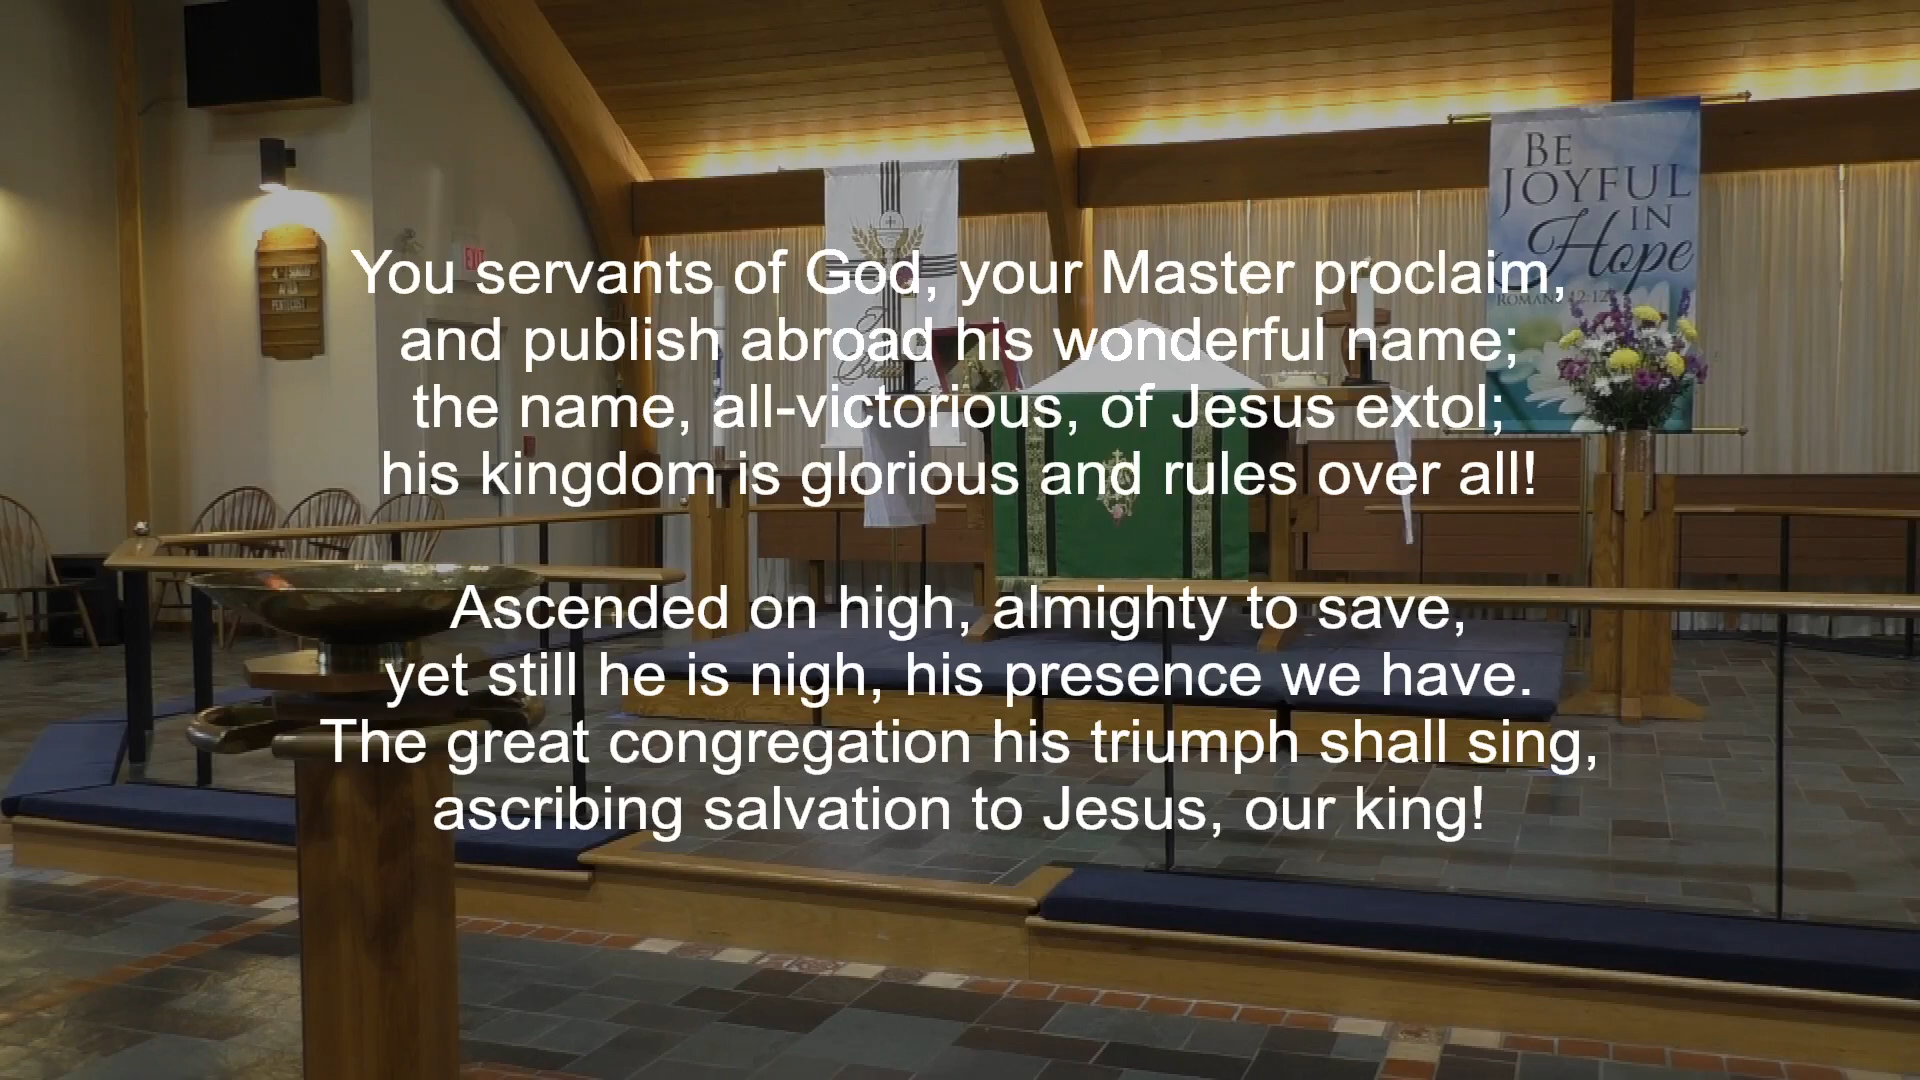 BE
JOYFUL
IN
Hope
ROMANS 12:12
EXIT
PENTECOST
You servants of God, your Master proclaim,
and publish abroad his wonderful name;
the name, all-victorious, of Jesus extol;
his kingdom is glorious and rules over all!
Ascended on high, almighty to save,
yet still he is nigh, his presence we have.
The great congregation his triumph shall sing,
ascribing salvation to Jesus, our king!